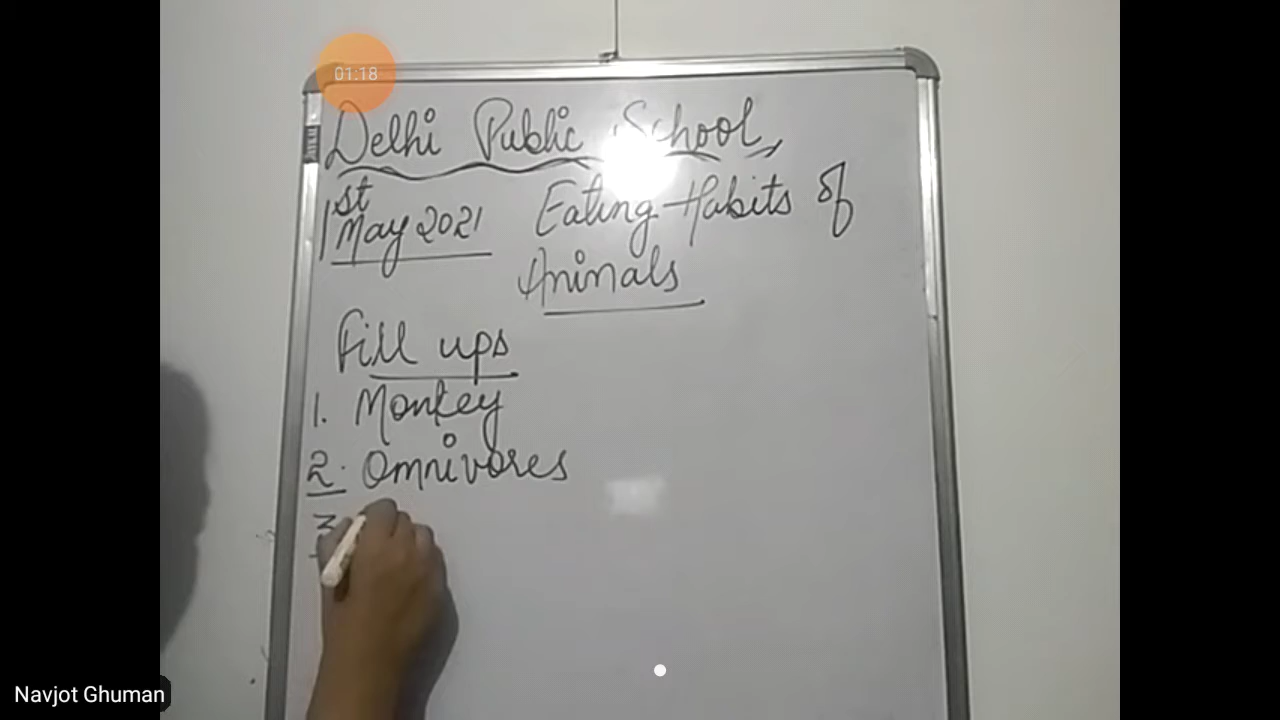 01:18
Delhi Public School,
1st May 2021 Eating Habits of
Animals
Fill ups
1. Monkey
2. Omnivores
3
Navjot Ghuman